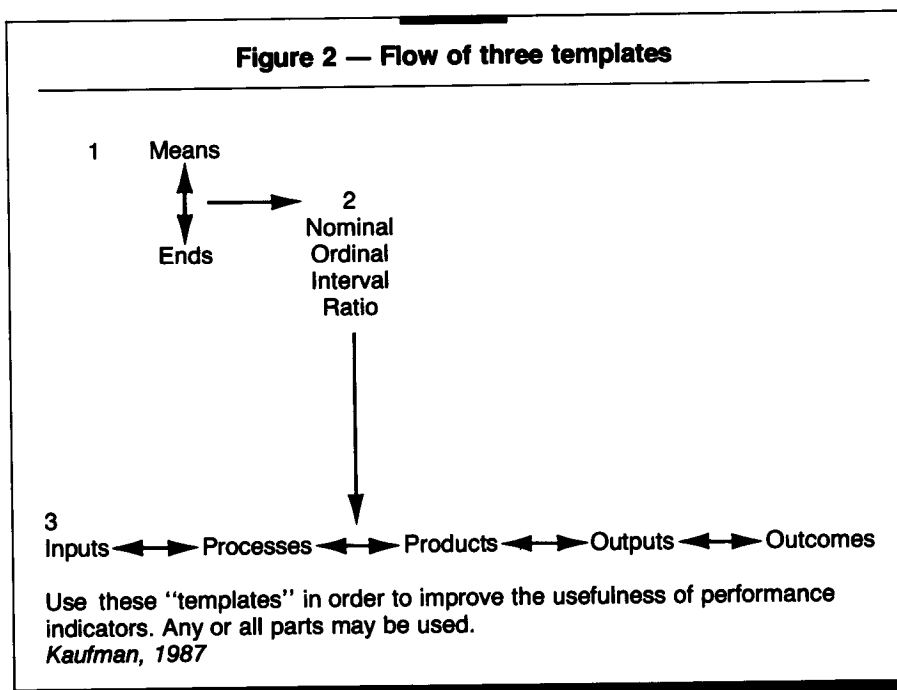 Figure 2 — Flow of three templates
1 Means
Ends
2
Nominal
Ordinal
Interval
Ratio
3
Inputs Processes Products Outputs Outcomes
Use these “templates” in order to improve the usefulness of performance
indicators. Any or all parts may be used.
Kaufman, 1987